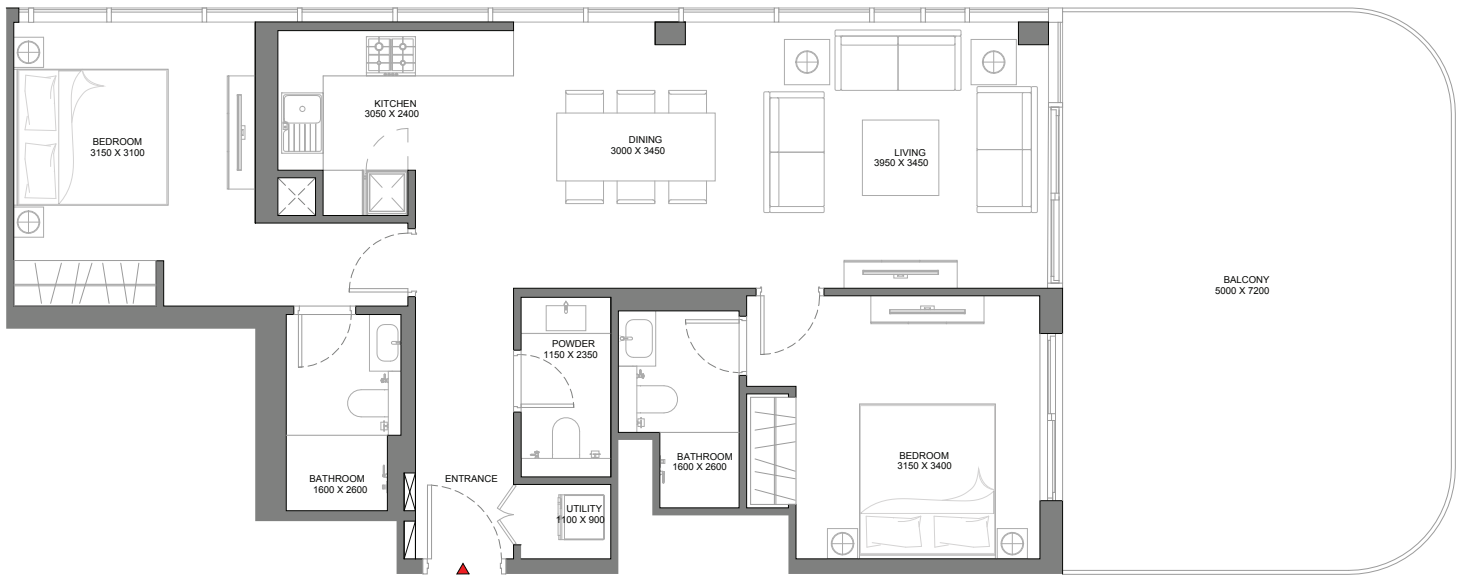 KITCHEN
3050 X 2400
BEDROOM
3150 X 3100
DINING
3000 X 3450
LIVING
3950 X 3450
BALCONY
5000 X 7200
POWDER
1150 X 2350
BATHROOM
1600 X 2600
BEDROOM
3150 X 3400
BATHROOM
1600 X 2600
ENTRANCE
UTILITY
1100 X 900